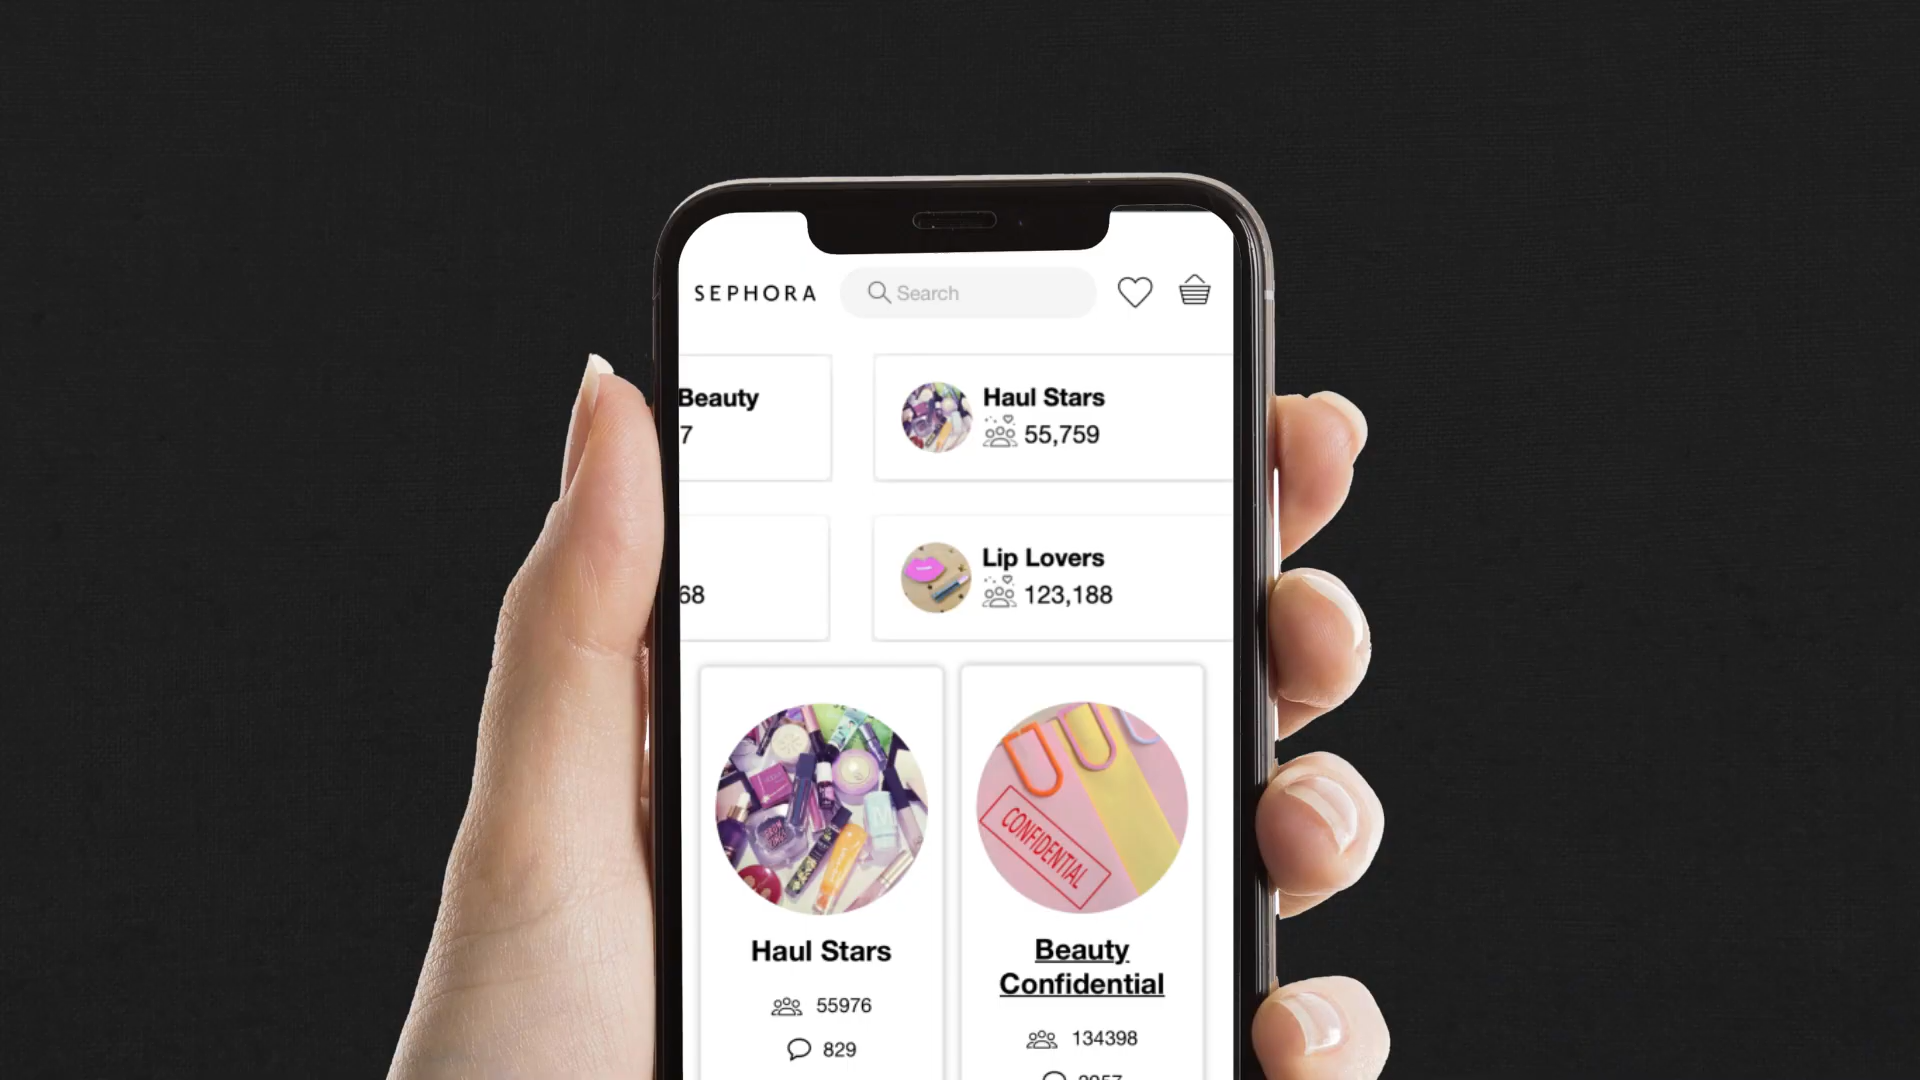 SEPHORA
Search
Beauty
7
Haul Stars
55,759
68
Lip Lovers
123,188
CONFIDENTIAL
Haul Stars
55976
829
Beauty
Confidential
134398